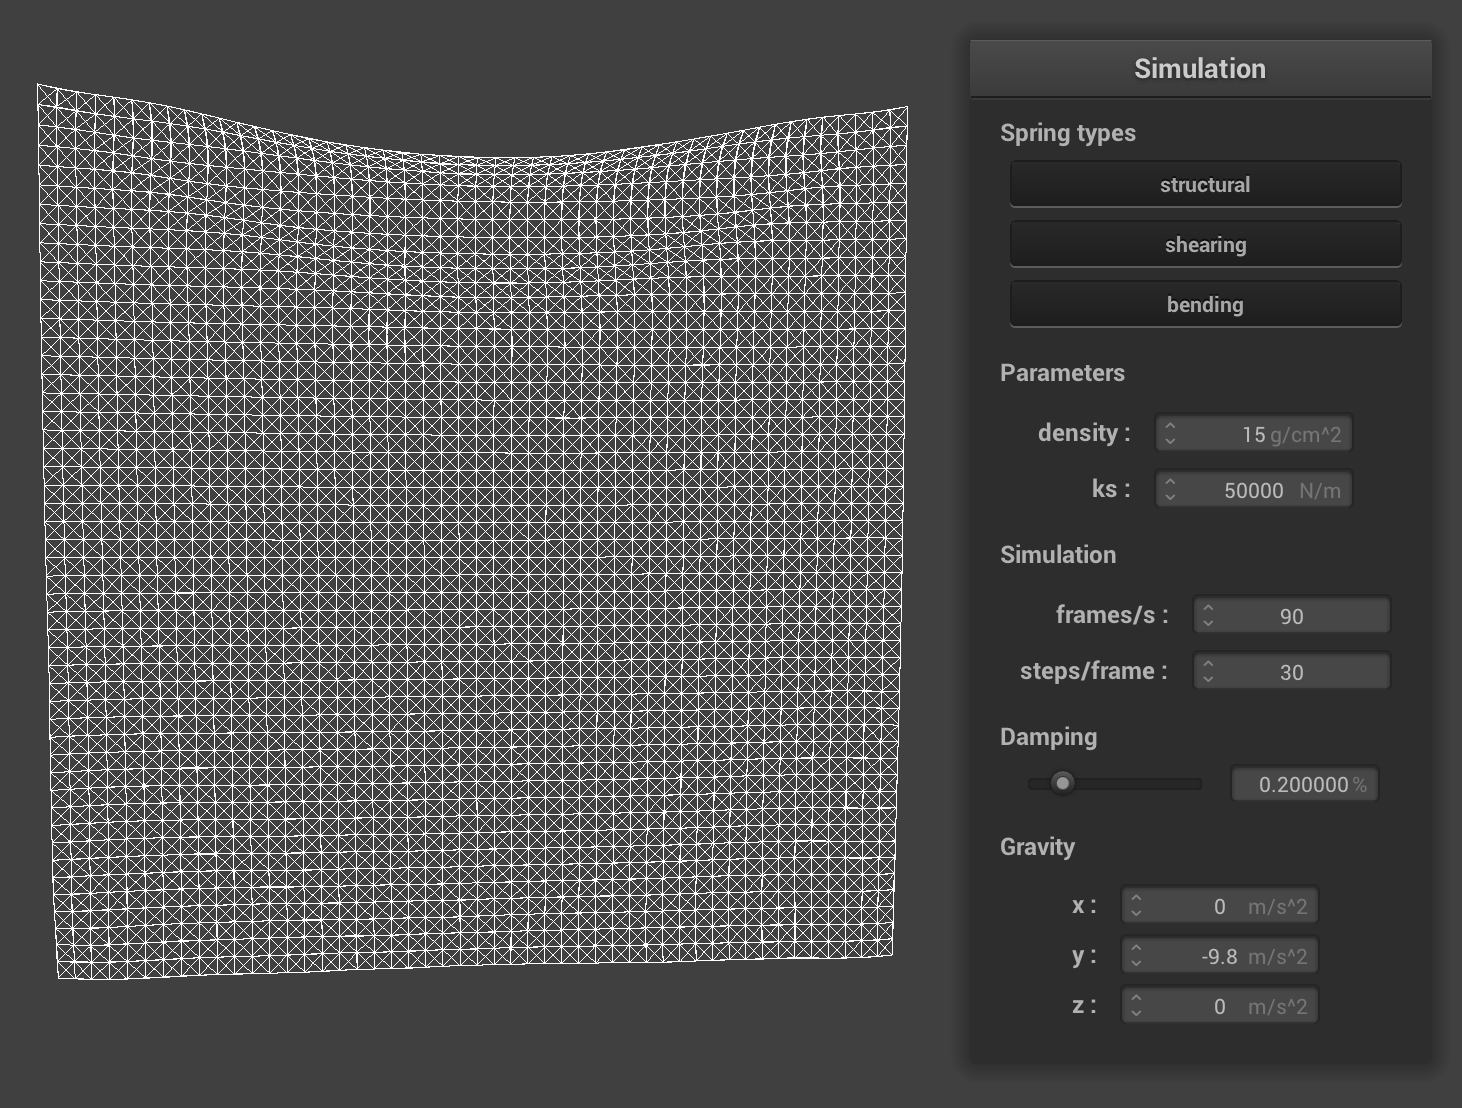 Simulation
Spring types
structural
shearing
bending
Parameters
density : 15 g/cm^2
ks : 50000 N/m
Simulation
frames/s : 90
steps/frame : 30
Damping
0.200000 %
Gravity
x : 0 m/s^2
y : -9.8 m/s^2
z : 0 m/s^2